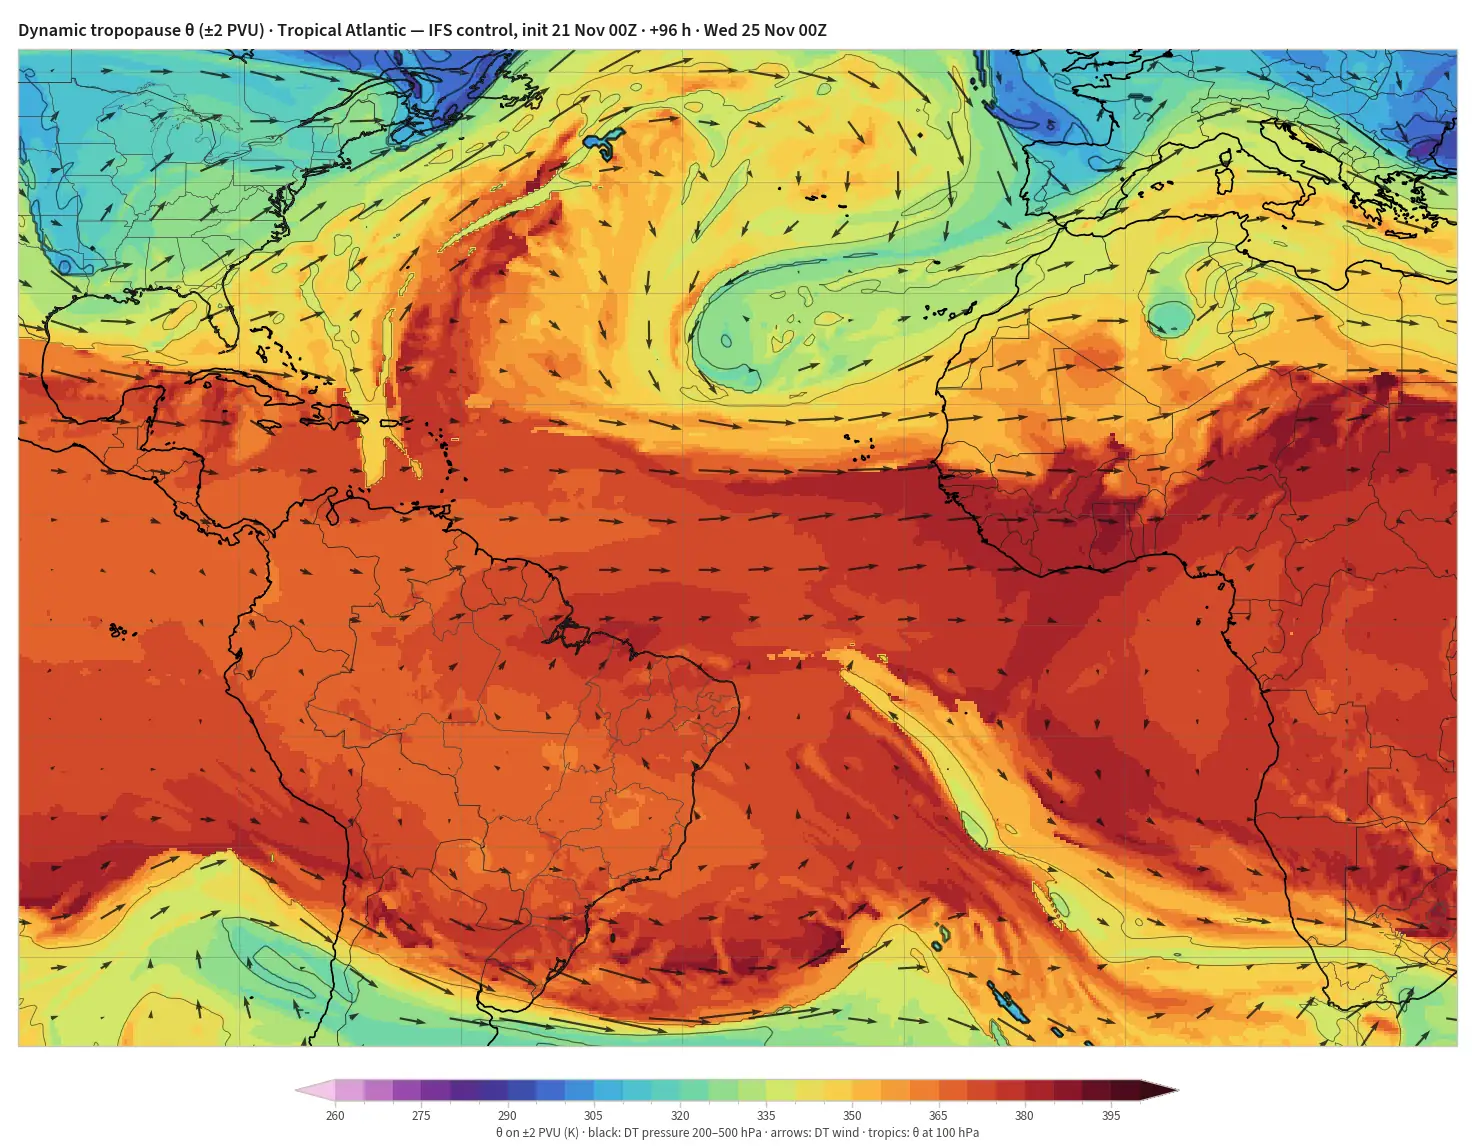 Dynamic tropopause θ (±2 PVU) · Tropical Atlantic — IFS control, init 21 Nov 00Z · +96 h · Wed 25 Nov 00Z
260 275 290 305 320 335 350 365 380 395
θ on ±2 PVU (K) · black: DT pressure 200–500 hPa · arrows: DT wind · tropics: θ at 100 hPa